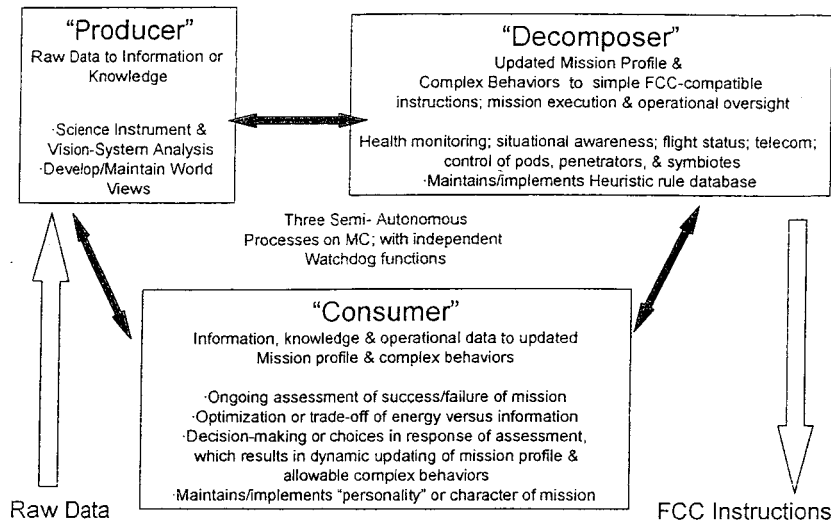 "Producer"
Raw Data to Information or
Knowledge
·Science Instrument &
Vision-System Analysis
·Develop/Maintain World
Views
"Decomposer"
Updated Mission Profile &
Complex Behaviors to simple FCC-compatible
instructions; mission execution & operational oversight
Health monitoring; situational awareness; flight status; telecom;
control of pods, penetrators, & symbiotes
·Maintains/implements Heuristic rule database
Three Semi- Autonomous
Processes on MC; with independent
Watchdog functions
"Consumer"
Information, knowledge & operational data to updated
Mission profile & complex behaviors
·Ongoing assessment of success/failure of mission
·Optimization or trade-off of energy versus information
·Decision-making or choices in response of assessment,
which results in dynamic updating of mission profile &
allowable complex behaviors
·Maintains/implements "personality" or character of mission
Raw Data
FCC Instructions